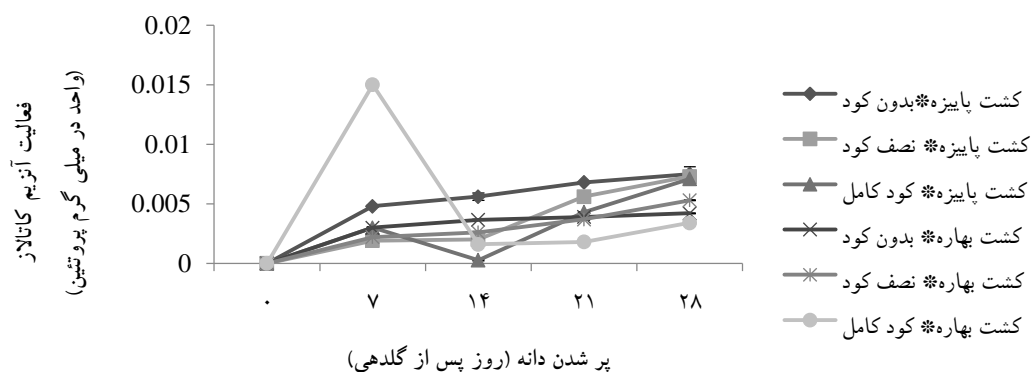 0.02
0.015
0.01
0.005
0
فعالیت آنزیم کاتالاز
(واحد در میلی گرم پروتئین)
۰ ۷ ۱۴ ۲۱ ۲۸
پر شدن دانه (روز پس از گلدهی)
کشت پاییزه*بدون کود
کشت پاییزه* نصف کود
کشت پاییزه* کود کامل
کشت بهاره* بدون کود
کشت بهاره* نصف کود
کشت بهاره* کود کامل